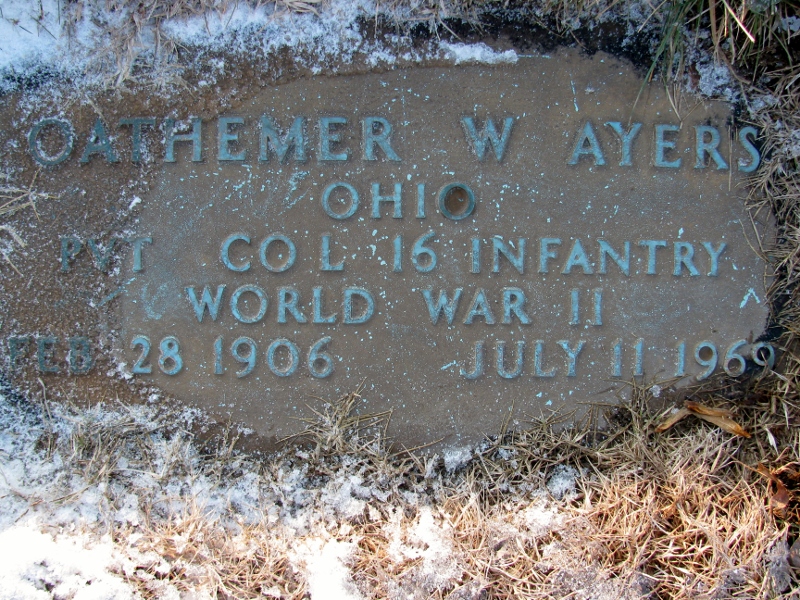 OATHEMER W AYERS
OHIO
PVT CO L 16 INFANTRY
WORLD WAR II
FEB 28 1906 JULY 11 1969